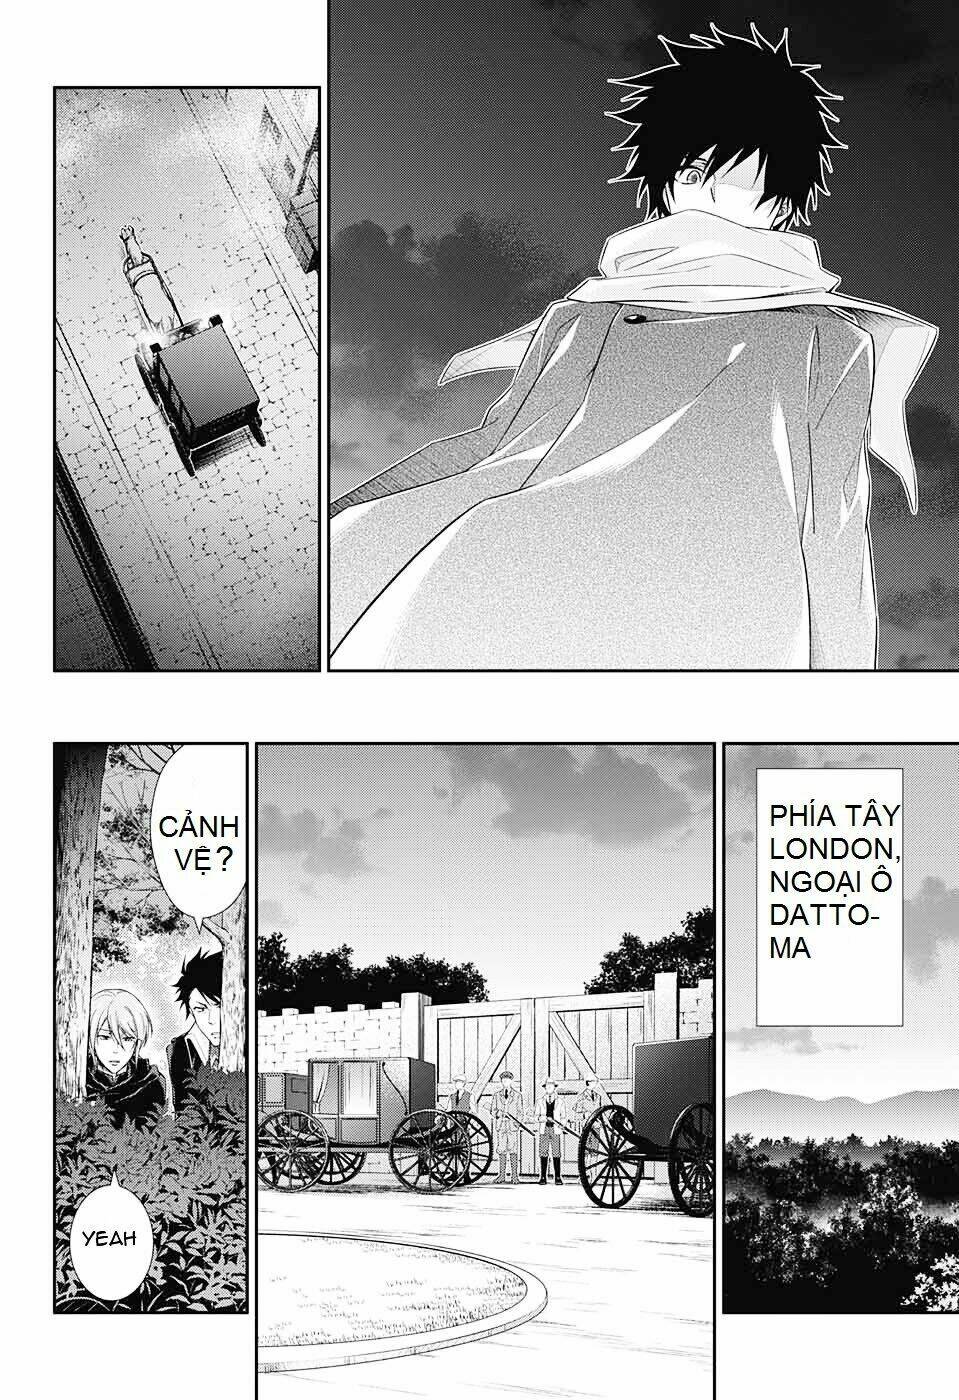 PHÍA TÂY
LONDON,
NGOẠI Ô
DATTO-
MA
CẢNH
VỆ?
YEAH